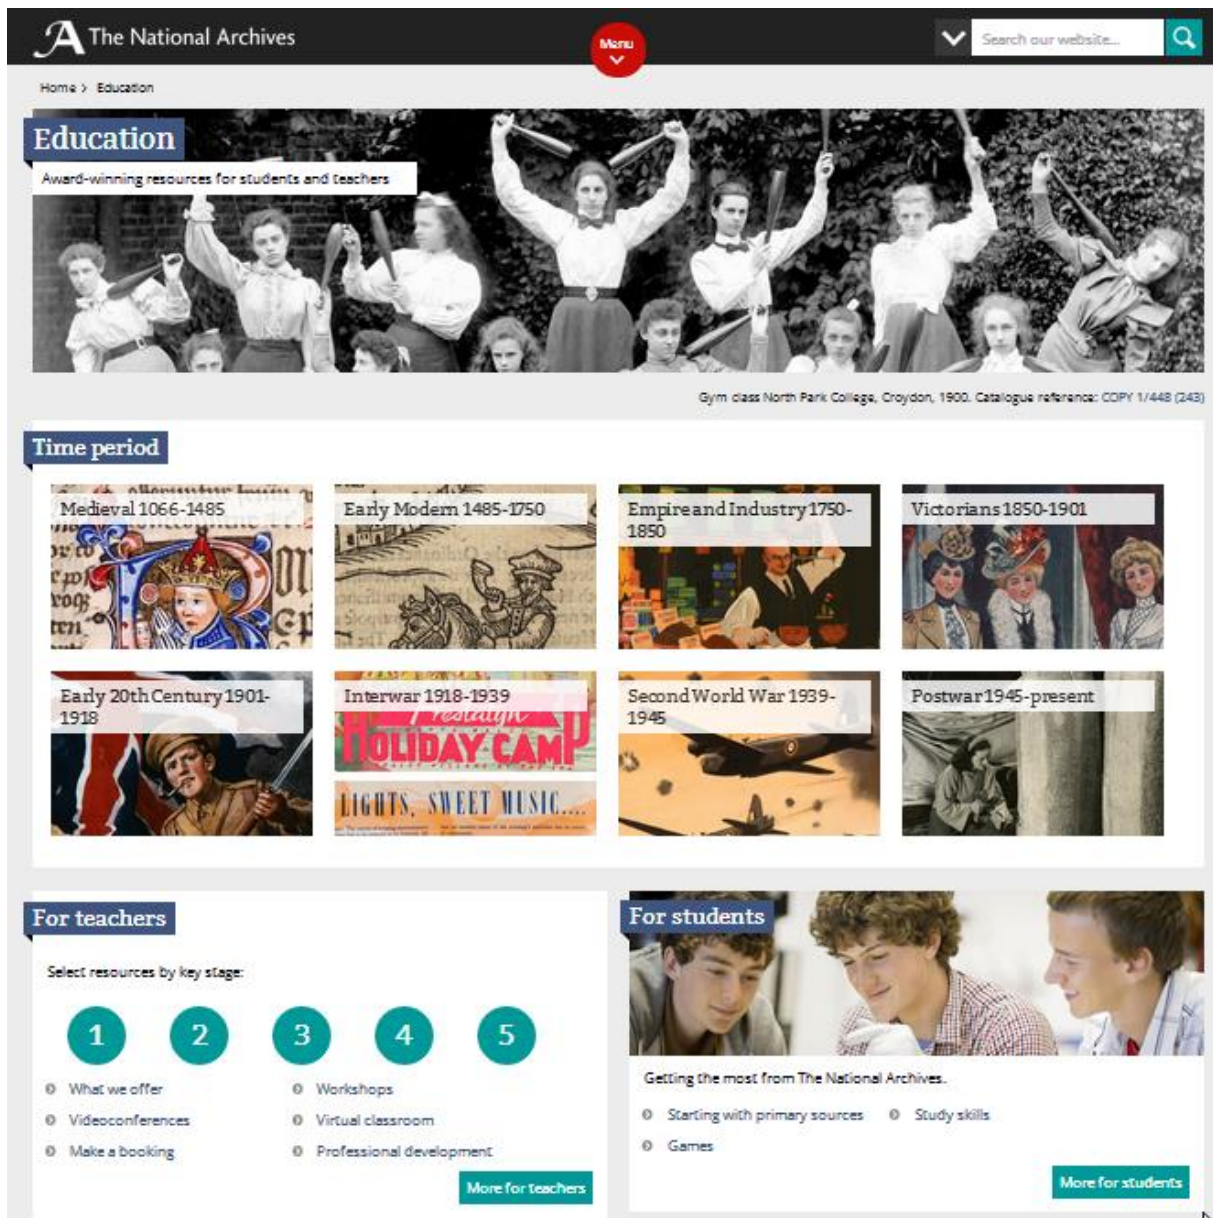 The National Archives
Menu
Search our website...
Home > Education
Education
Award-winning resources for students and teachers
Gym class North Park College, Croydon, 1900. Catalogue reference: COPY 1/448 (243)
Time period
Medieval 1066-1485
Early Modern 1485-1750
Empire and Industry 1750-
1850
Victorians 1850-1901
Early 20th Century 1901-
1918
Interwar 1918-1939
HOLIDAY CAMP
LIGHTS, SWEET MUSIC....
Second World War 1939-
1945
Postwar 1945-present
For teachers
Select resources by key stage:
1 2 3 4 5
What we offer
Workshops
Videoconferences
Virtual classroom
Make a booking
Professional development
More for teachers
For students
Getting the most from The National Archives.
Starting with primary sources
Study skills
Games
More for students